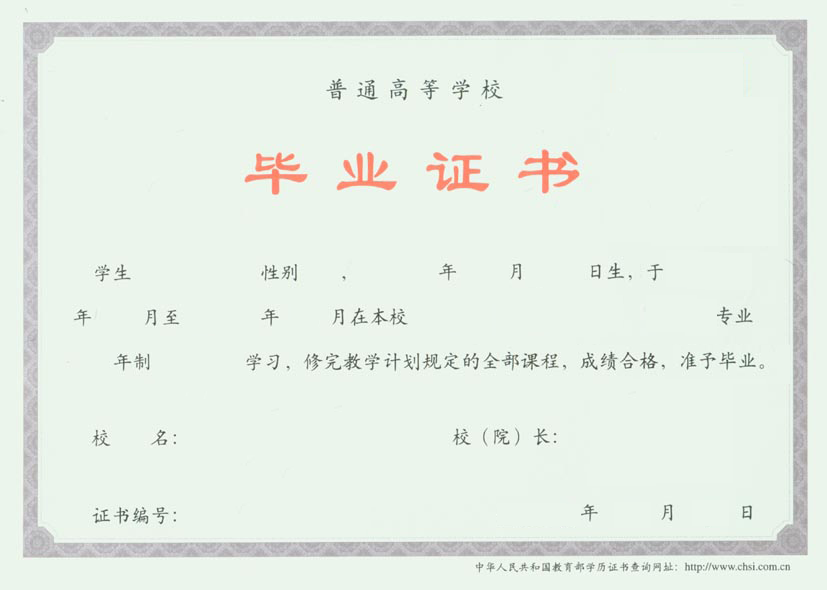 普通高等学校
毕业证书
学生 性别 , 年 月 日生，于
年 月至 年 月在本校 专业
年制 学习，修完教学计划规定的全部课程，成绩合格，准予毕业。
校 名： 校（院）长：
证书编号： 年 月 日
中华人民共和国教育部学历证书查询网址：http://www.chsi.com.cn